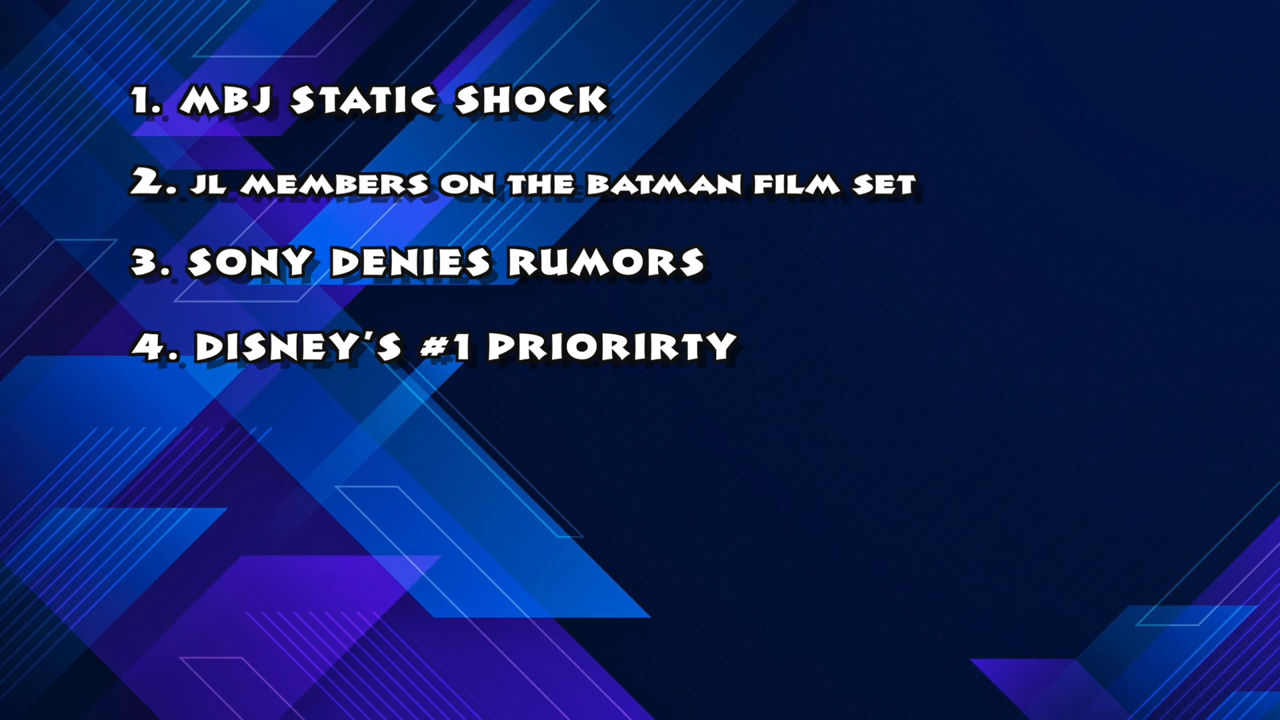 1. MBJ STATIC SHOCK
2. JL MEMBERS ON THE BATMAN FILM SET
3. SONY DENIES RUMORS
4. DISNEY'S #1 PRIORIRTY